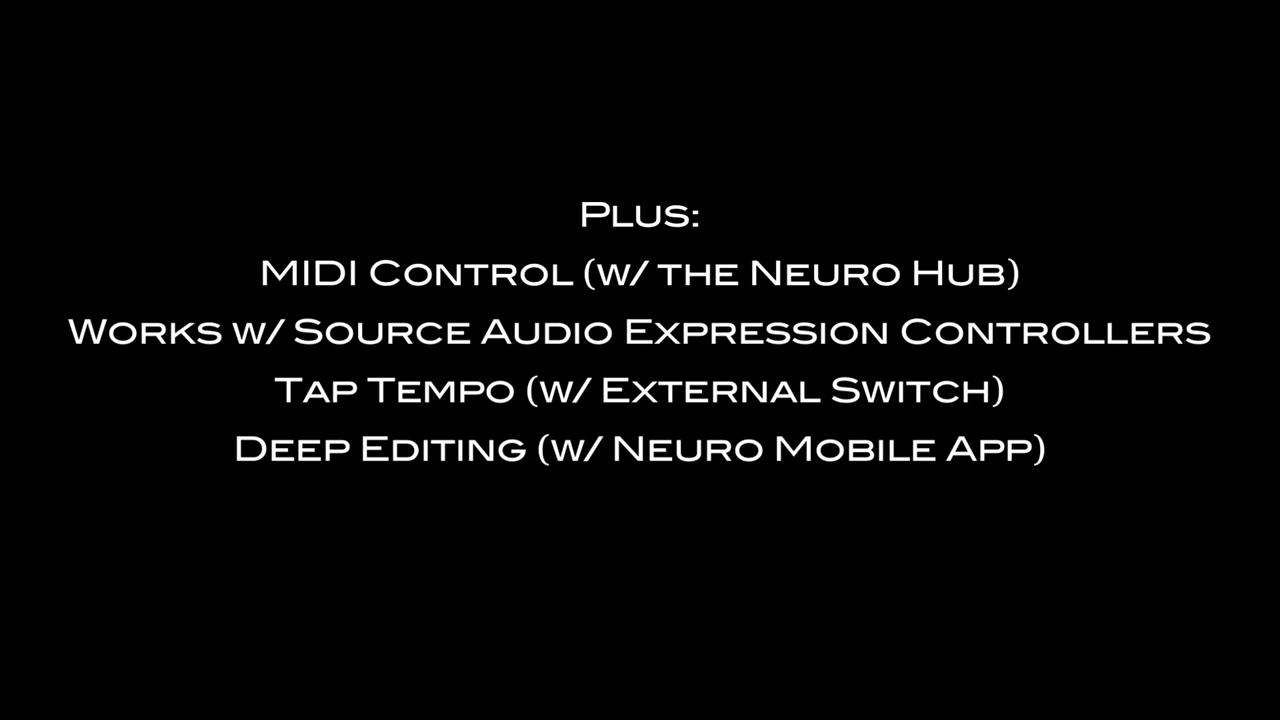 Plus:
MIDI Control (w/ the Neuro Hub)
Works w/ Source Audio Expression Controllers
Tap Tempo (w/ External Switch)
Deep Editing (w/ Neuro Mobile App)